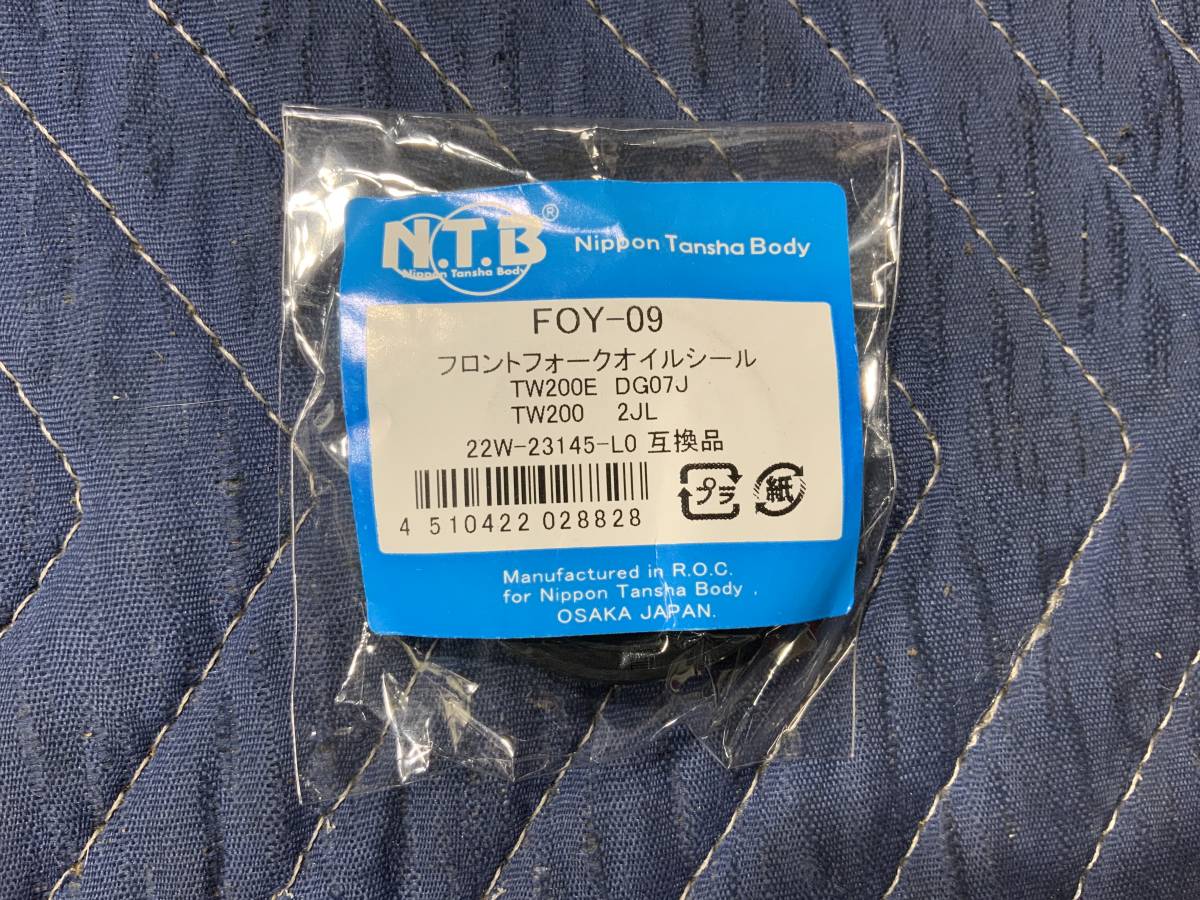 N.T.B ®
Nippon Tansha Body
Nippon Tansha Body
FOY-09
フロントフォークオイルシール
TW200E DG07J
TW200 2JL
22W-23145-L0 互換品
プラ
紙
4 510422 028828
Manufactured in R.O.C.
for Nippon Tansha Body .
OSAKA JAPAN.